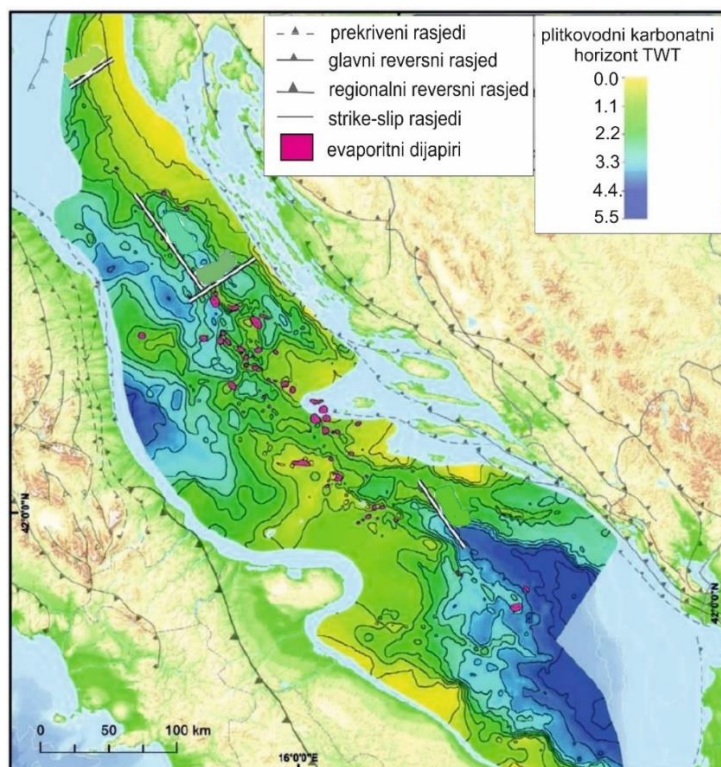 prekriveni rasjedi
glavni reversni rasjed
regionalni reversni rasjed
strike-slip rasjedi
evaporitni dijapiri
plitkovodni karbonatni
horizont TWT
0.0
1.1
2.2
3.3
4.4.
5.5
42°0'0"N
42°0'0"N
0 50 100 km
16°0'0"E